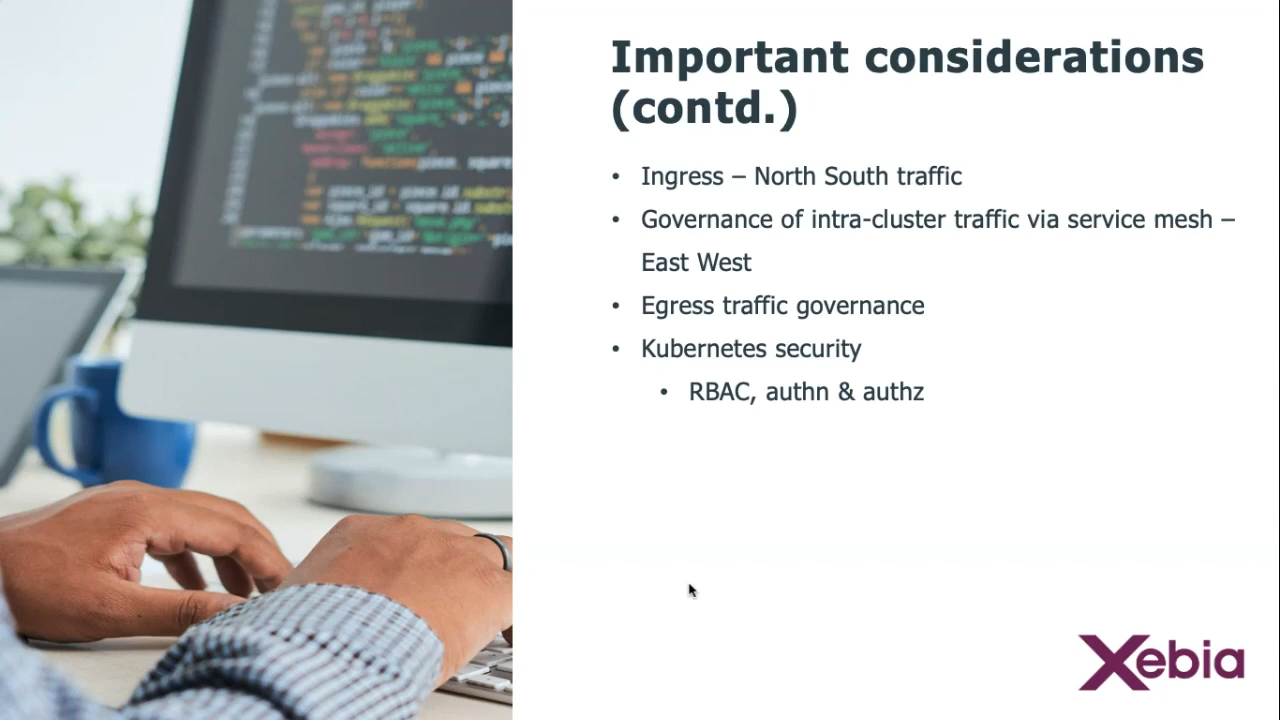 Important considerations
(contd.)
• Ingress – North South traffic
• Governance of intra-cluster traffic via service mesh –
East West
• Egress traffic governance
• Kubernetes security
• RBAC, authn & authz
Xebia